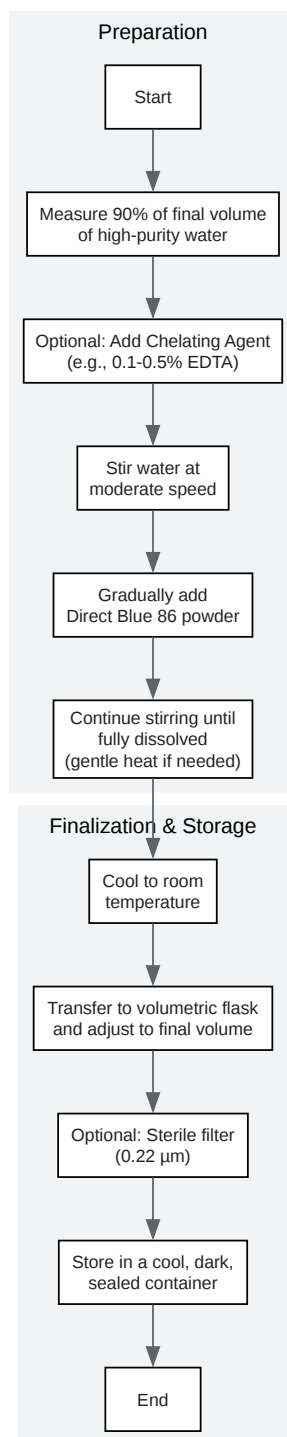 Preparation
Start
Measure 90% of final volume
of high-purity water
Optional: Add Chelating Agent
(e.g., 0.1-0.5% EDTA)
Stir water at
moderate speed
Gradually add
Direct Blue 86 powder
Continue stirring until
fully dissolved
(gentle heat if needed)
Finalization & Storage
Cool to room
temperature
Transfer to volumetric flask
and adjust to final volume
Optional: Sterile filter
(0.22 µm)
Store in a cool, dark,
sealed container
End